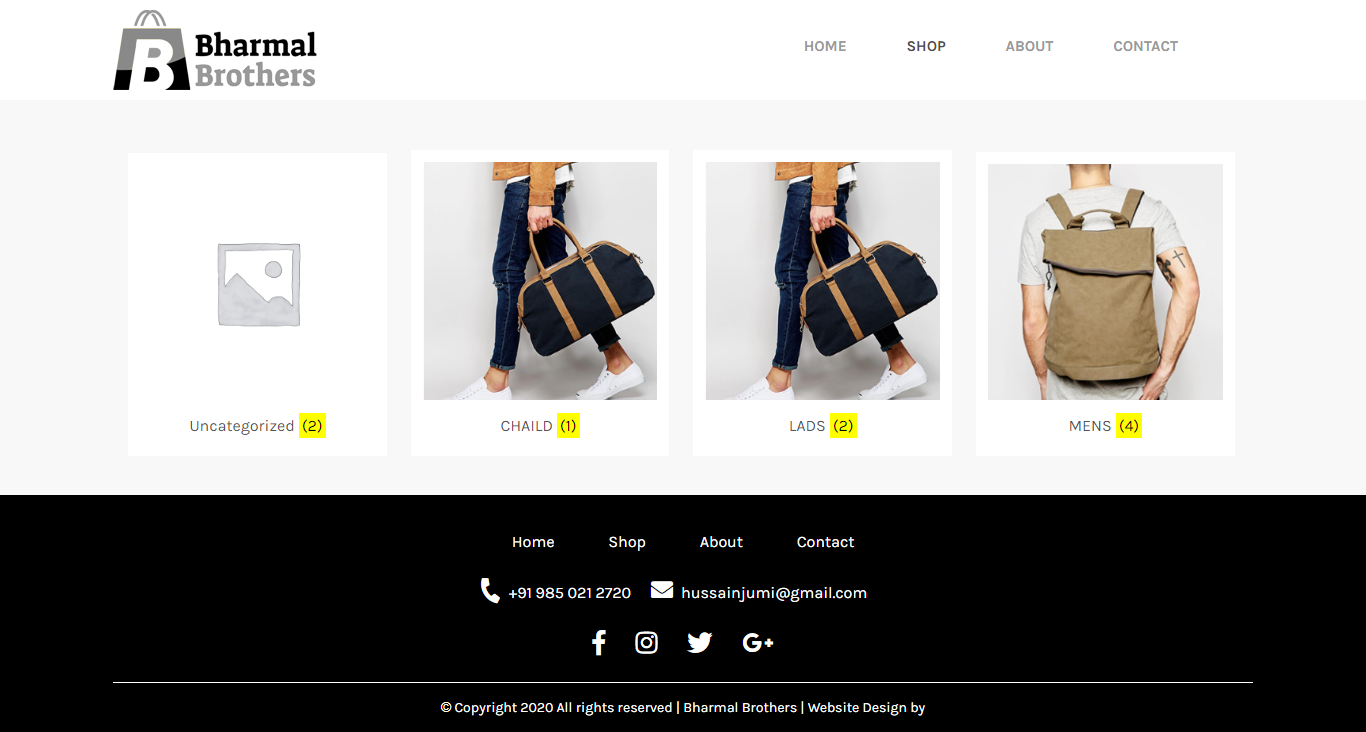 B Bharmal
Brothers
HOME SHOP ABOUT CONTACT
Uncategorized (2) CHAILD (1) LADS (2) MENS (4)
Home Shop About Contact
+91 985 021 2720 hussainjumi@gmail.com
© Copyright 2020 All rights reserved | Bharmal Brothers | Website Design by